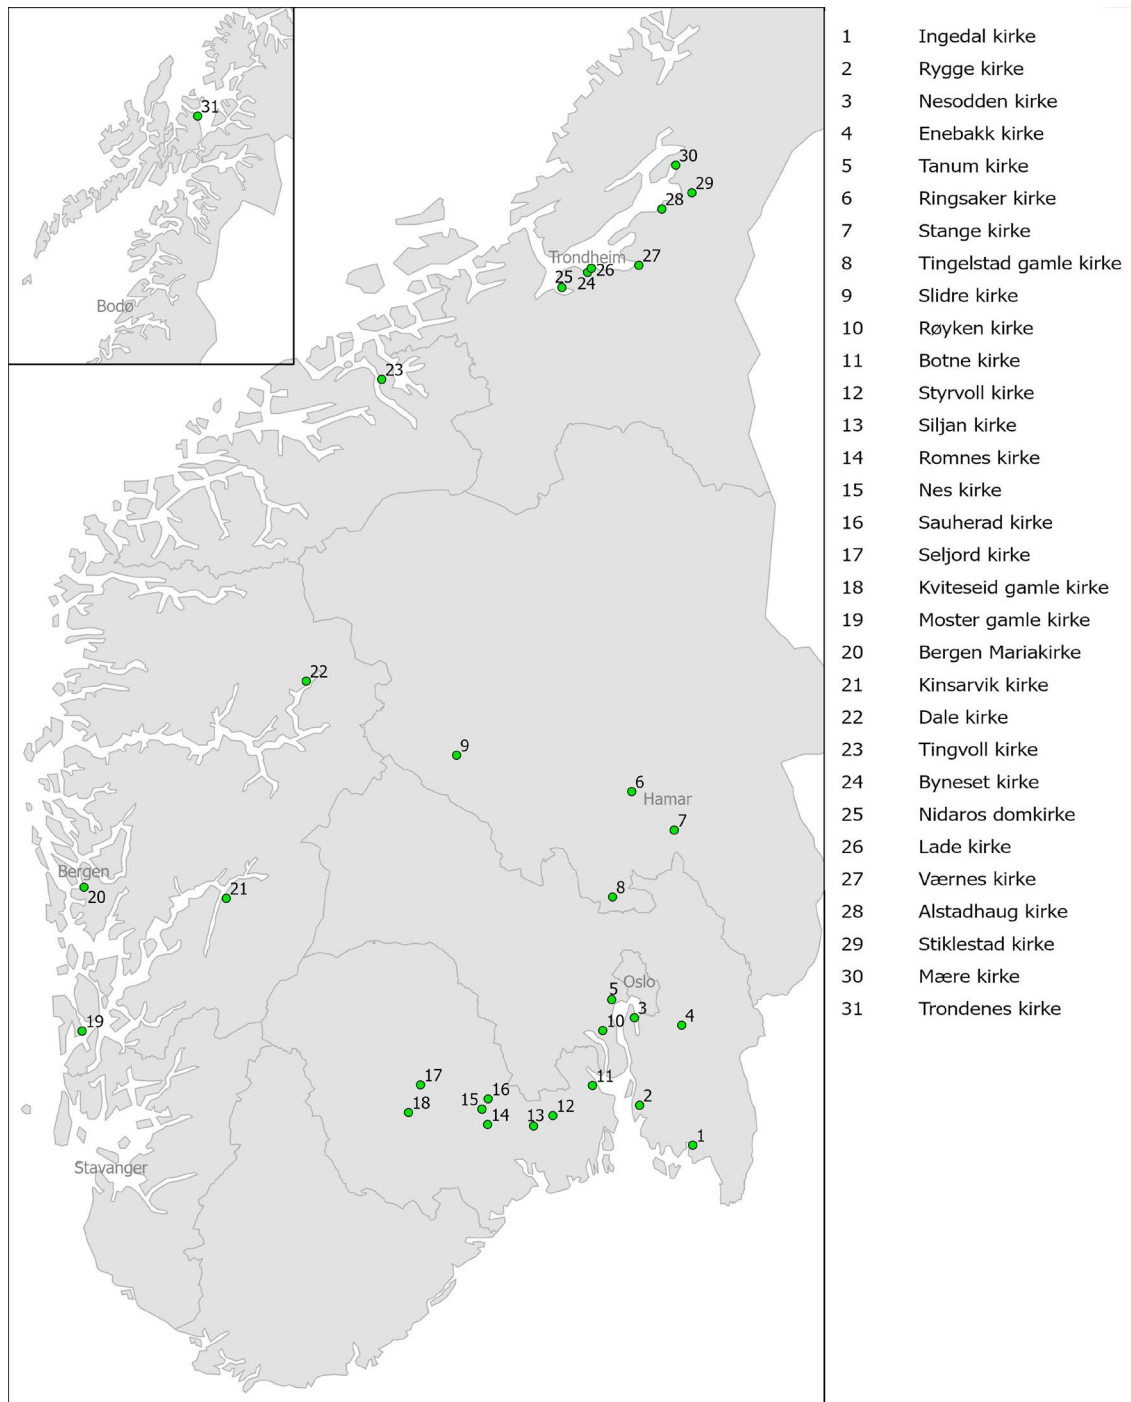 31
Bodø
30
29
28
Trondheim
27
26
25
24
23
22
9
6
Hamar
7
Bergen
20
21
8
Oslo
5
3
4
10
19
17
11
16
15
2
18
12
14
13
1
Stavanger
1 Ingedal kirke
2 Rygge kirke
3 Nesodden kirke
4 Enebakk kirke
5 Tanum kirke
6 Ringsaker kirke
7 Stange kirke
8 Tingelstad gamle kirke
9 Slidre kirke
10 Røyken kirke
11 Botne kirke
12 Styrvoll kirke
13 Siljan kirke
14 Romnes kirke
15 Nes kirke
16 Sauherad kirke
17 Seljord kirke
18 Kviteseid gamle kirke
19 Moster gamle kirke
20 Bergen Mariakirke
21 Kinsarvik kirke
22 Dale kirke
23 Tingvoll kirke
24 Byneset kirke
25 Nidaros domkirke
26 Lade kirke
27 Værnes kirke
28 Alstadhaug kirke
29 Stiklestad kirke
30 Mære kirke
31 Trondenes kirke